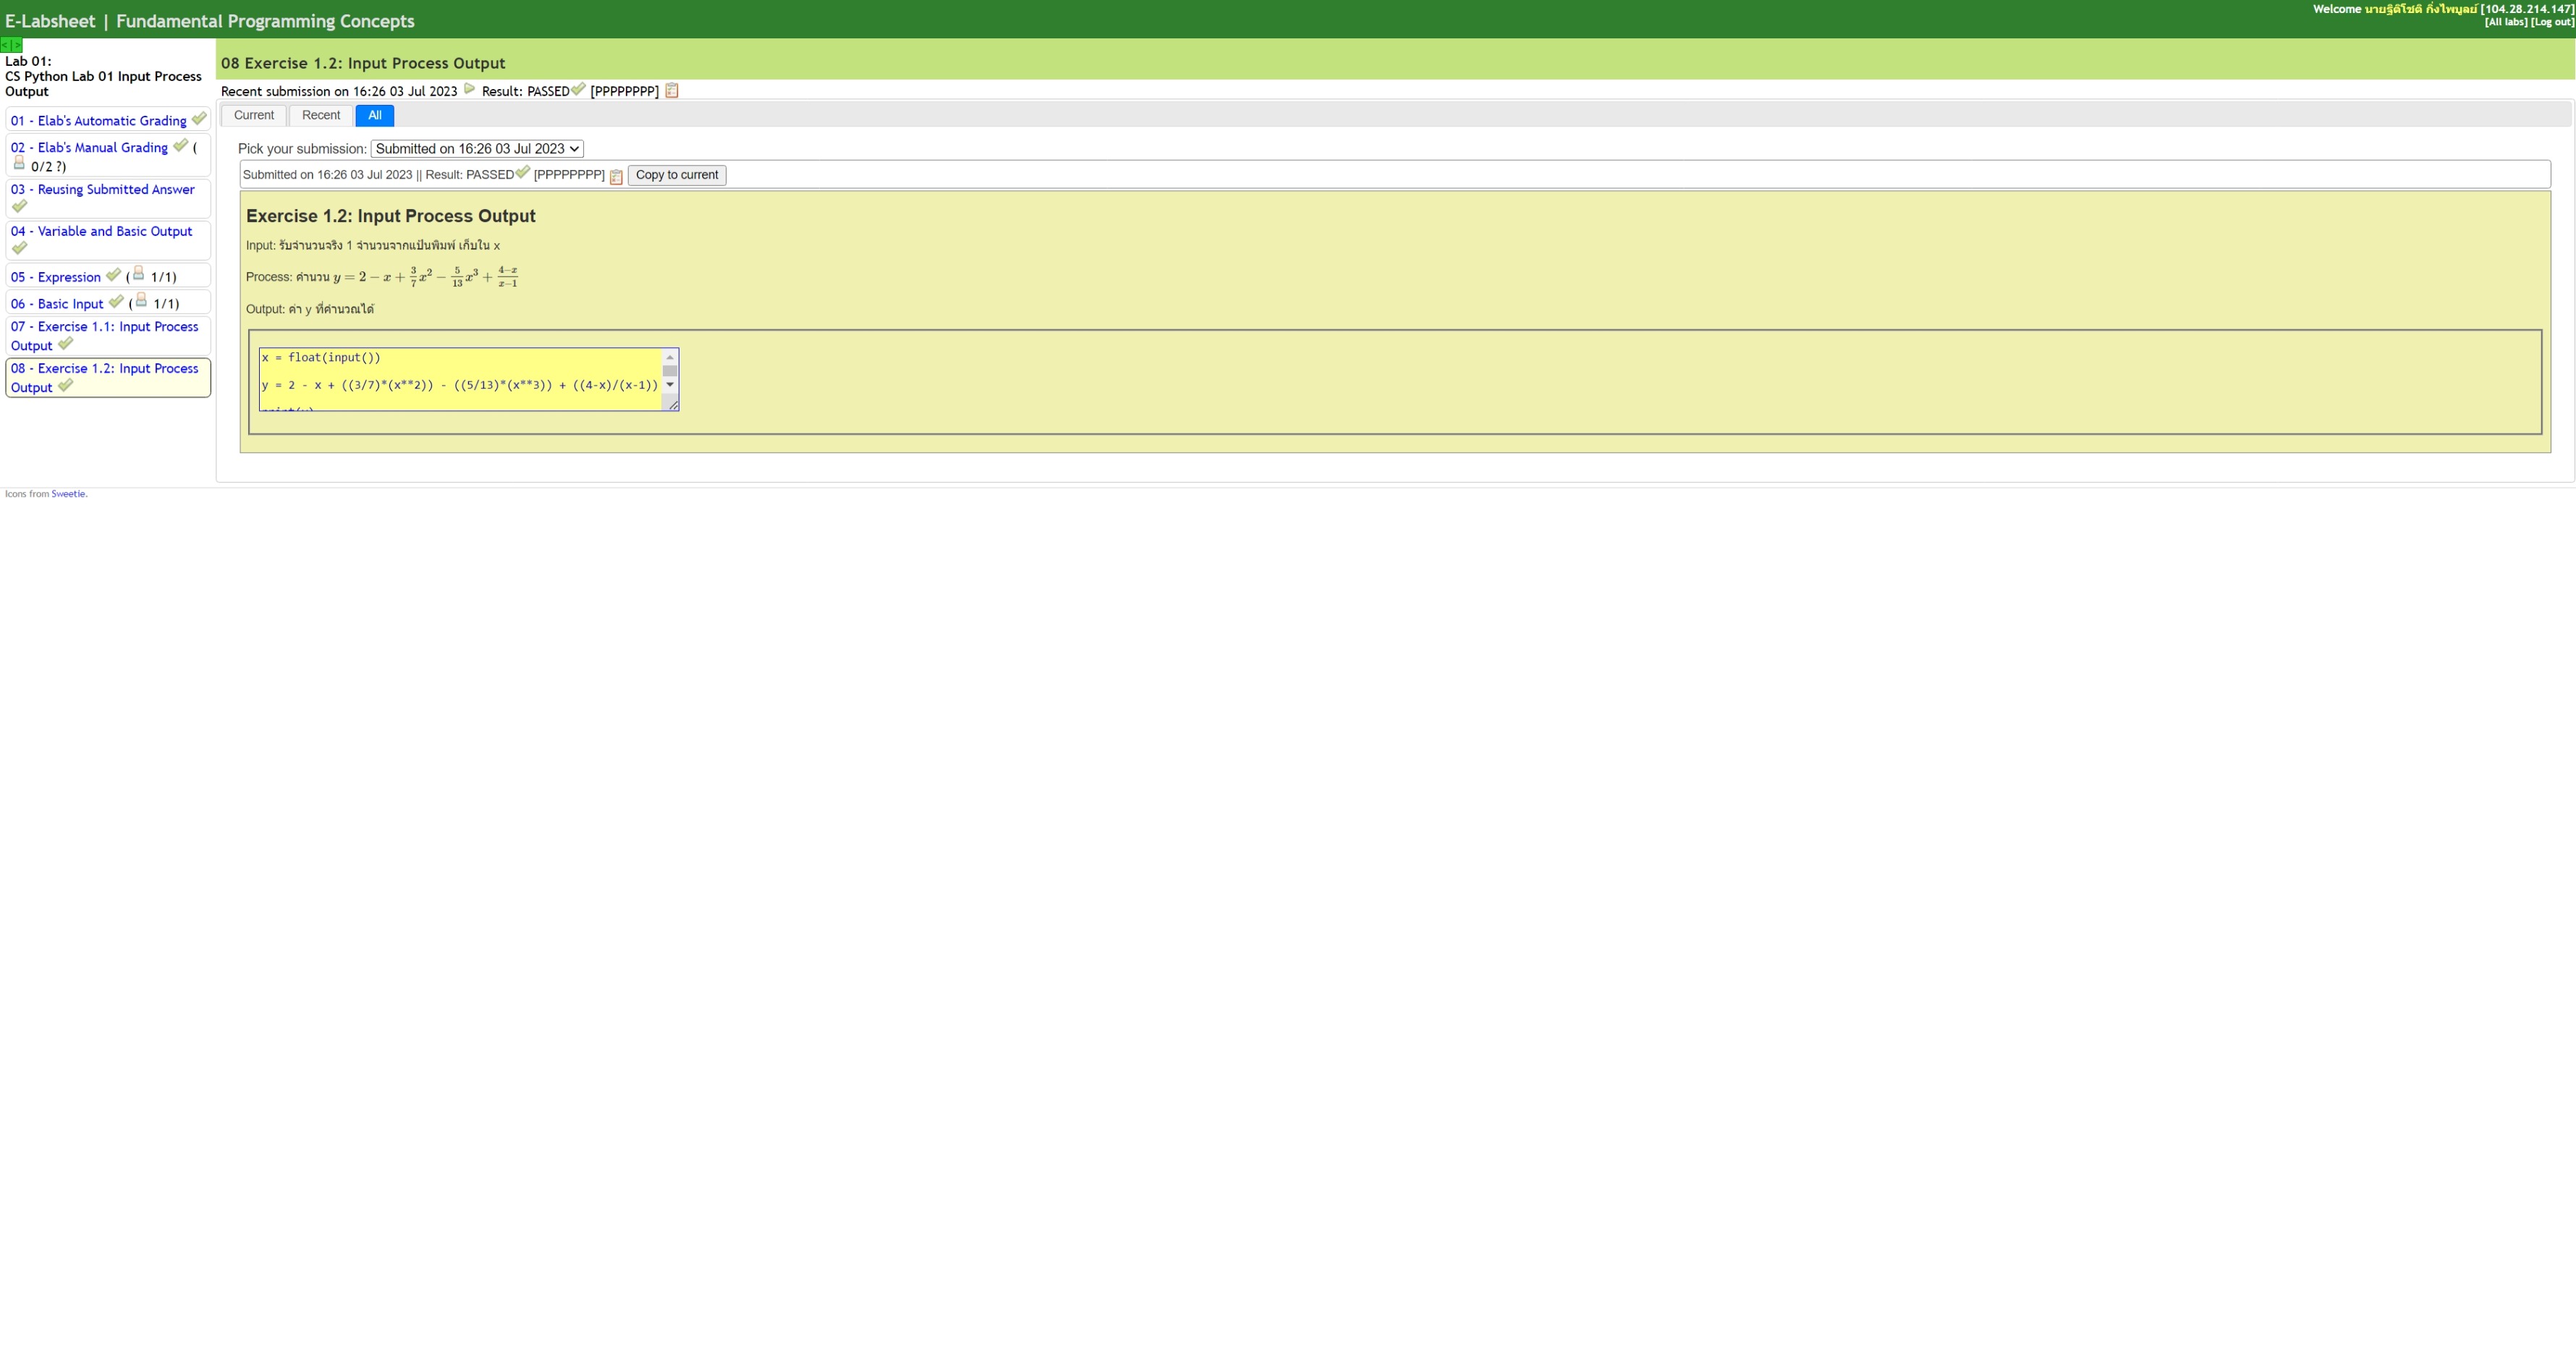 E-Labsheet | Fundamental Programming Concepts
Welcome นายฐิติโชติ กิ่งไพบูลย์ [104.28.214.147]
[All labs] [Log out]
< | >
Lab 01:
CS Python Lab 01 Input Process
Output
01 - Elab's Automatic Grading
02 - Elab's Manual Grading (
0/2 ?)
03 - Reusing Submitted Answer
04 - Variable and Basic Output
05 - Expression ( 1/1)
06 - Basic Input ( 1/1)
07 - Exercise 1.1: Input Process
Output
08 - Exercise 1.2: Input Process
Output
08 Exercise 1.2: Input Process Output
Recent submission on 16:26 03 Jul 2023 Result: PASSED [PPPPPPPP]
Current Recent All
Pick your submission: Submitted on 16:26 03 Jul 2023
Submitted on 16:26 03 Jul 2023 || Result: PASSED [PPPPPPPP] Copy to current
Exercise 1.2: Input Process Output
Input: รับจำนวนจริง 1 จำนวนจากแป้นพิมพ์ เก็บใน x
Process: คำนวน y = 2 − x + 3/7 x² − 5/13 x³ + 4−x/x−1
Output: ค่า y ที่คำนวณได้
x = float(input())
y = 2 - x + ((3/7)*(x**2)) - ((5/13)*(x**3)) + ((4-x)/(x-1))
print(y)
Icons from Sweetie.